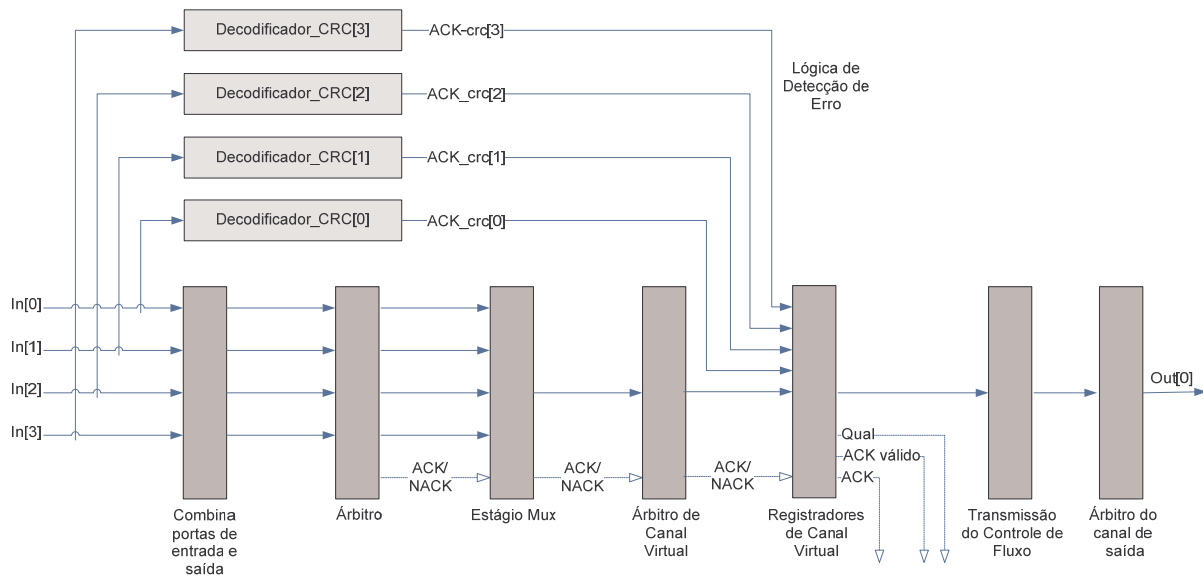 Decodificador_CRC[3]
ACK-crc[3]
Lógica de
Detecção de
Erro
Decodificador_CRC[2]
ACK_crc[2]
Decodificador_CRC[1]
ACK_crc[1]
Decodificador_CRC[0]
ACK_crc[0]
In[0]
In[1]
In[2]
In[3]
Out[0]
Qual
ACK válido
ACK
ACK/
NACK
ACK/
NACK
ACK/
NACK
Combina
portas de
entrada e
saída
Árbitro
Estágio Mux
Árbitro de
Canal
Virtual
Registradores
de Canal
Virtual
Transmissão
do Controle de
Fluxo
Árbitro do
canal de
saída